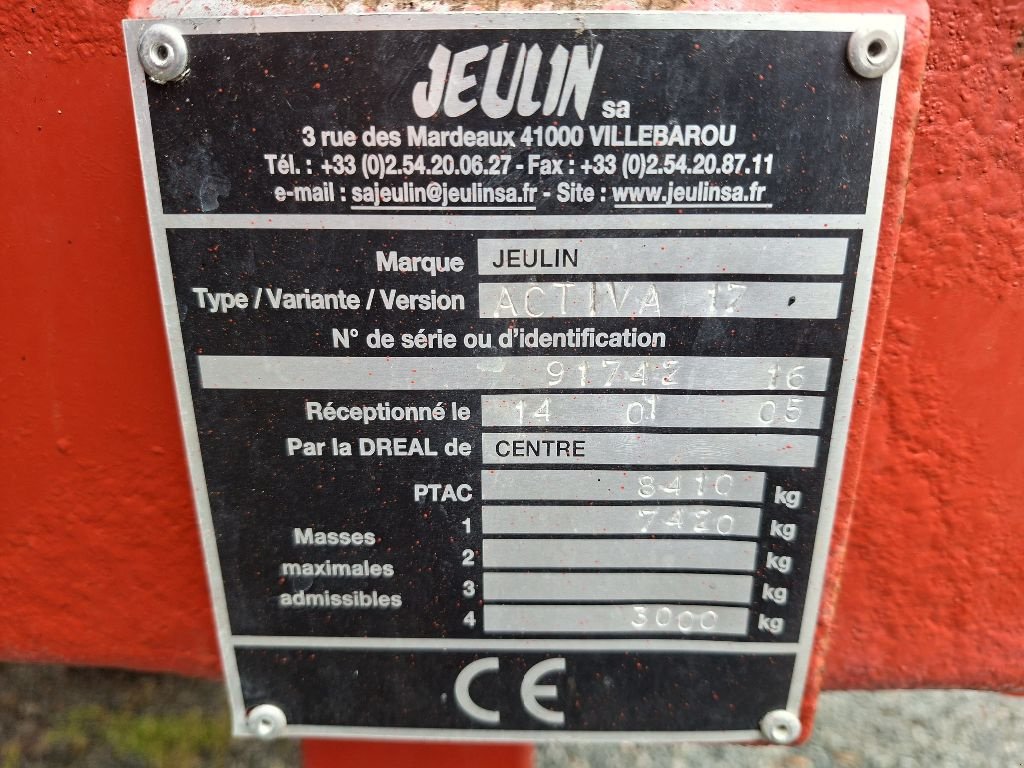 JEULIN sa
3 rue des Mardeaux 41000 VILLEBAROU
Tél. : +33 (0)2.54.20.06.27 - Fax : +33 (0)2.54.20.87.11
e-mail : sajeulin@jeulinsa.fr - Site : www.jeulinsa.fr
Marque JEULIN
Type / Variante / Version ACTIVA 17
N° de série ou d'identification
91742 16
Réceptionné le 14 01 05
Par la DREAL de CENTRE
PTAC 8410 kg
1 7420 kg
Masses
2 kg
maximales
3 kg
admissibles
4 3000 kg
CE